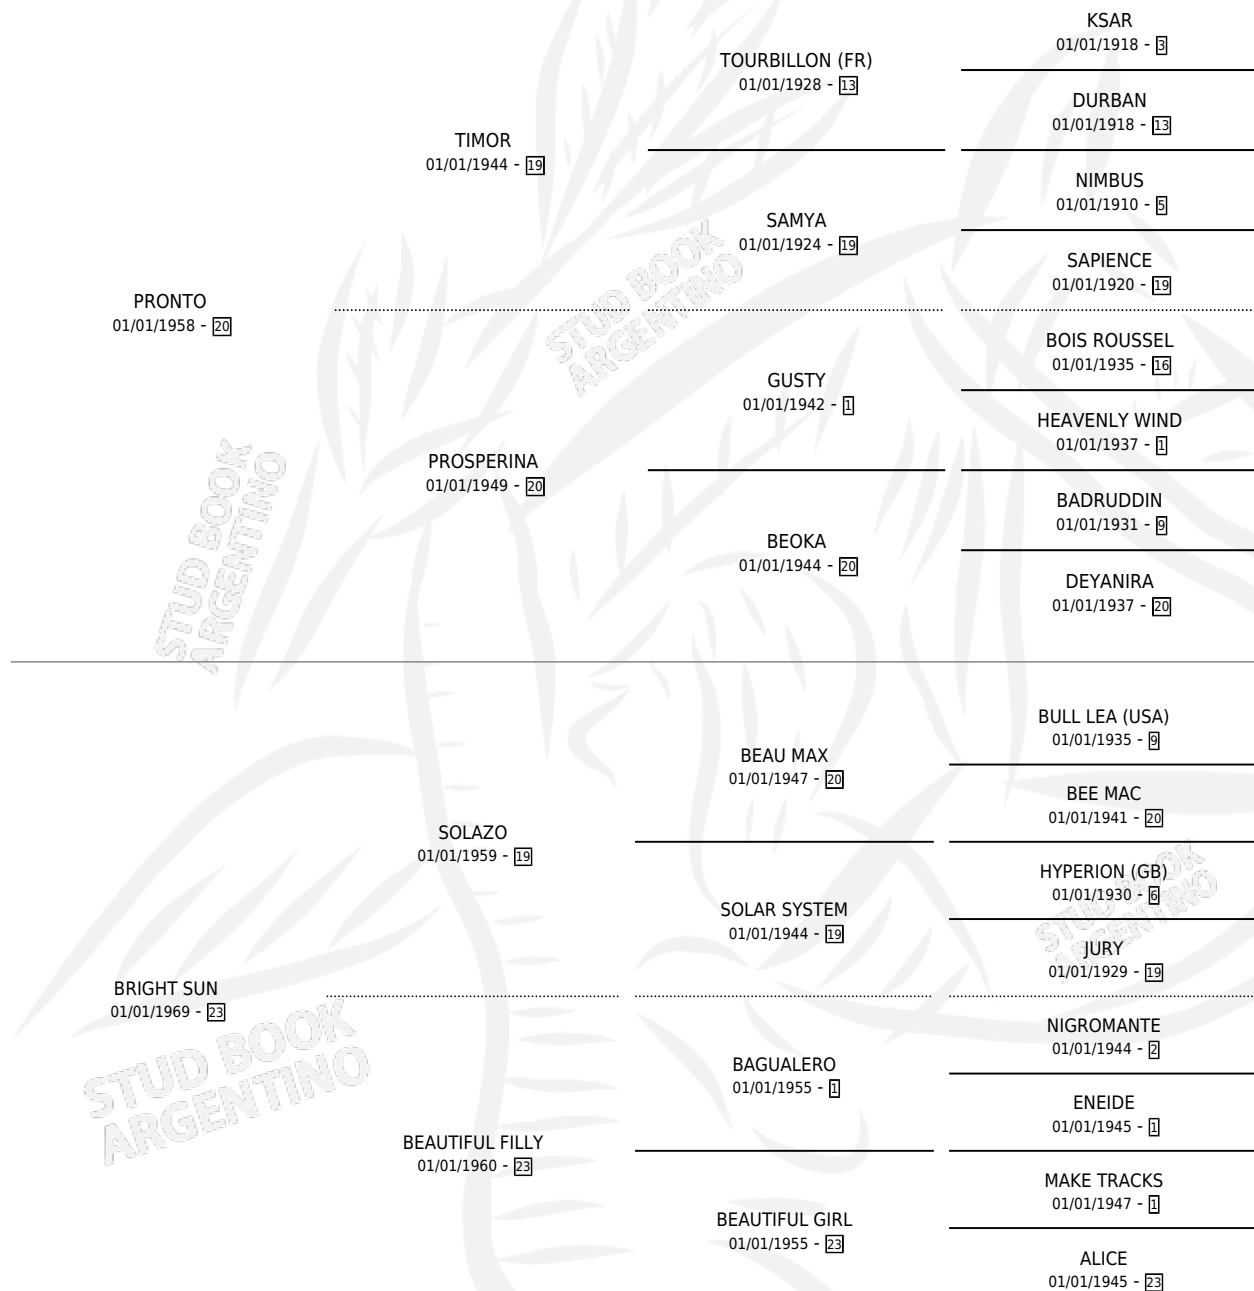 KSAR
01/01/1918 - 3
TOURBILLON (FR)
01/01/1928 - 13
DURBAN
01/01/1918 - 13
TIMOR
01/01/1944 - 19
NIMBUS
01/01/1910 - 5
SAMYA
01/01/1924 - 19
SAPIENCE
01/01/1920 - 19
PRONTO
01/01/1958 - 20
BOIS ROUSSEL
01/01/1935 - 16
GUSTY
01/01/1942 - 1
HEAVENLY WIND
01/01/1937 - 1
PROSPERINA
01/01/1949 - 20
BADRUDDIN
01/01/1931 - 9
BEOKA
01/01/1944 - 20
DEYANIRA
01/01/1937 - 20
BULL LEA (USA)
01/01/1935 - 9
BEAU MAX
01/01/1947 - 20
BEE MAC
01/01/1941 - 20
SOLAZO
01/01/1959 - 19
HYPERION (GB)
01/01/1930 - 6
SOLAR SYSTEM
01/01/1944 - 19
JURY
01/01/1929 - 19
BRIGHT SUN
01/01/1969 - 23
NIGROMANTE
01/01/1944 - 2
BAGUALERO
01/01/1955 - 1
ENEIDE
01/01/1945 - 1
BEAUTIFUL FILLY
01/01/1960 - 23
MAKE TRACKS
01/01/1947 - 1
BEAUTIFUL GIRL
01/01/1955 - 23
ALICE
01/01/1945 - 23
STUD BOOK
ARGENTINO
STUD BOOK
ARGENTINO
STUD BOOK
ARGENTINO
STUD BOOK
ARGENTINO